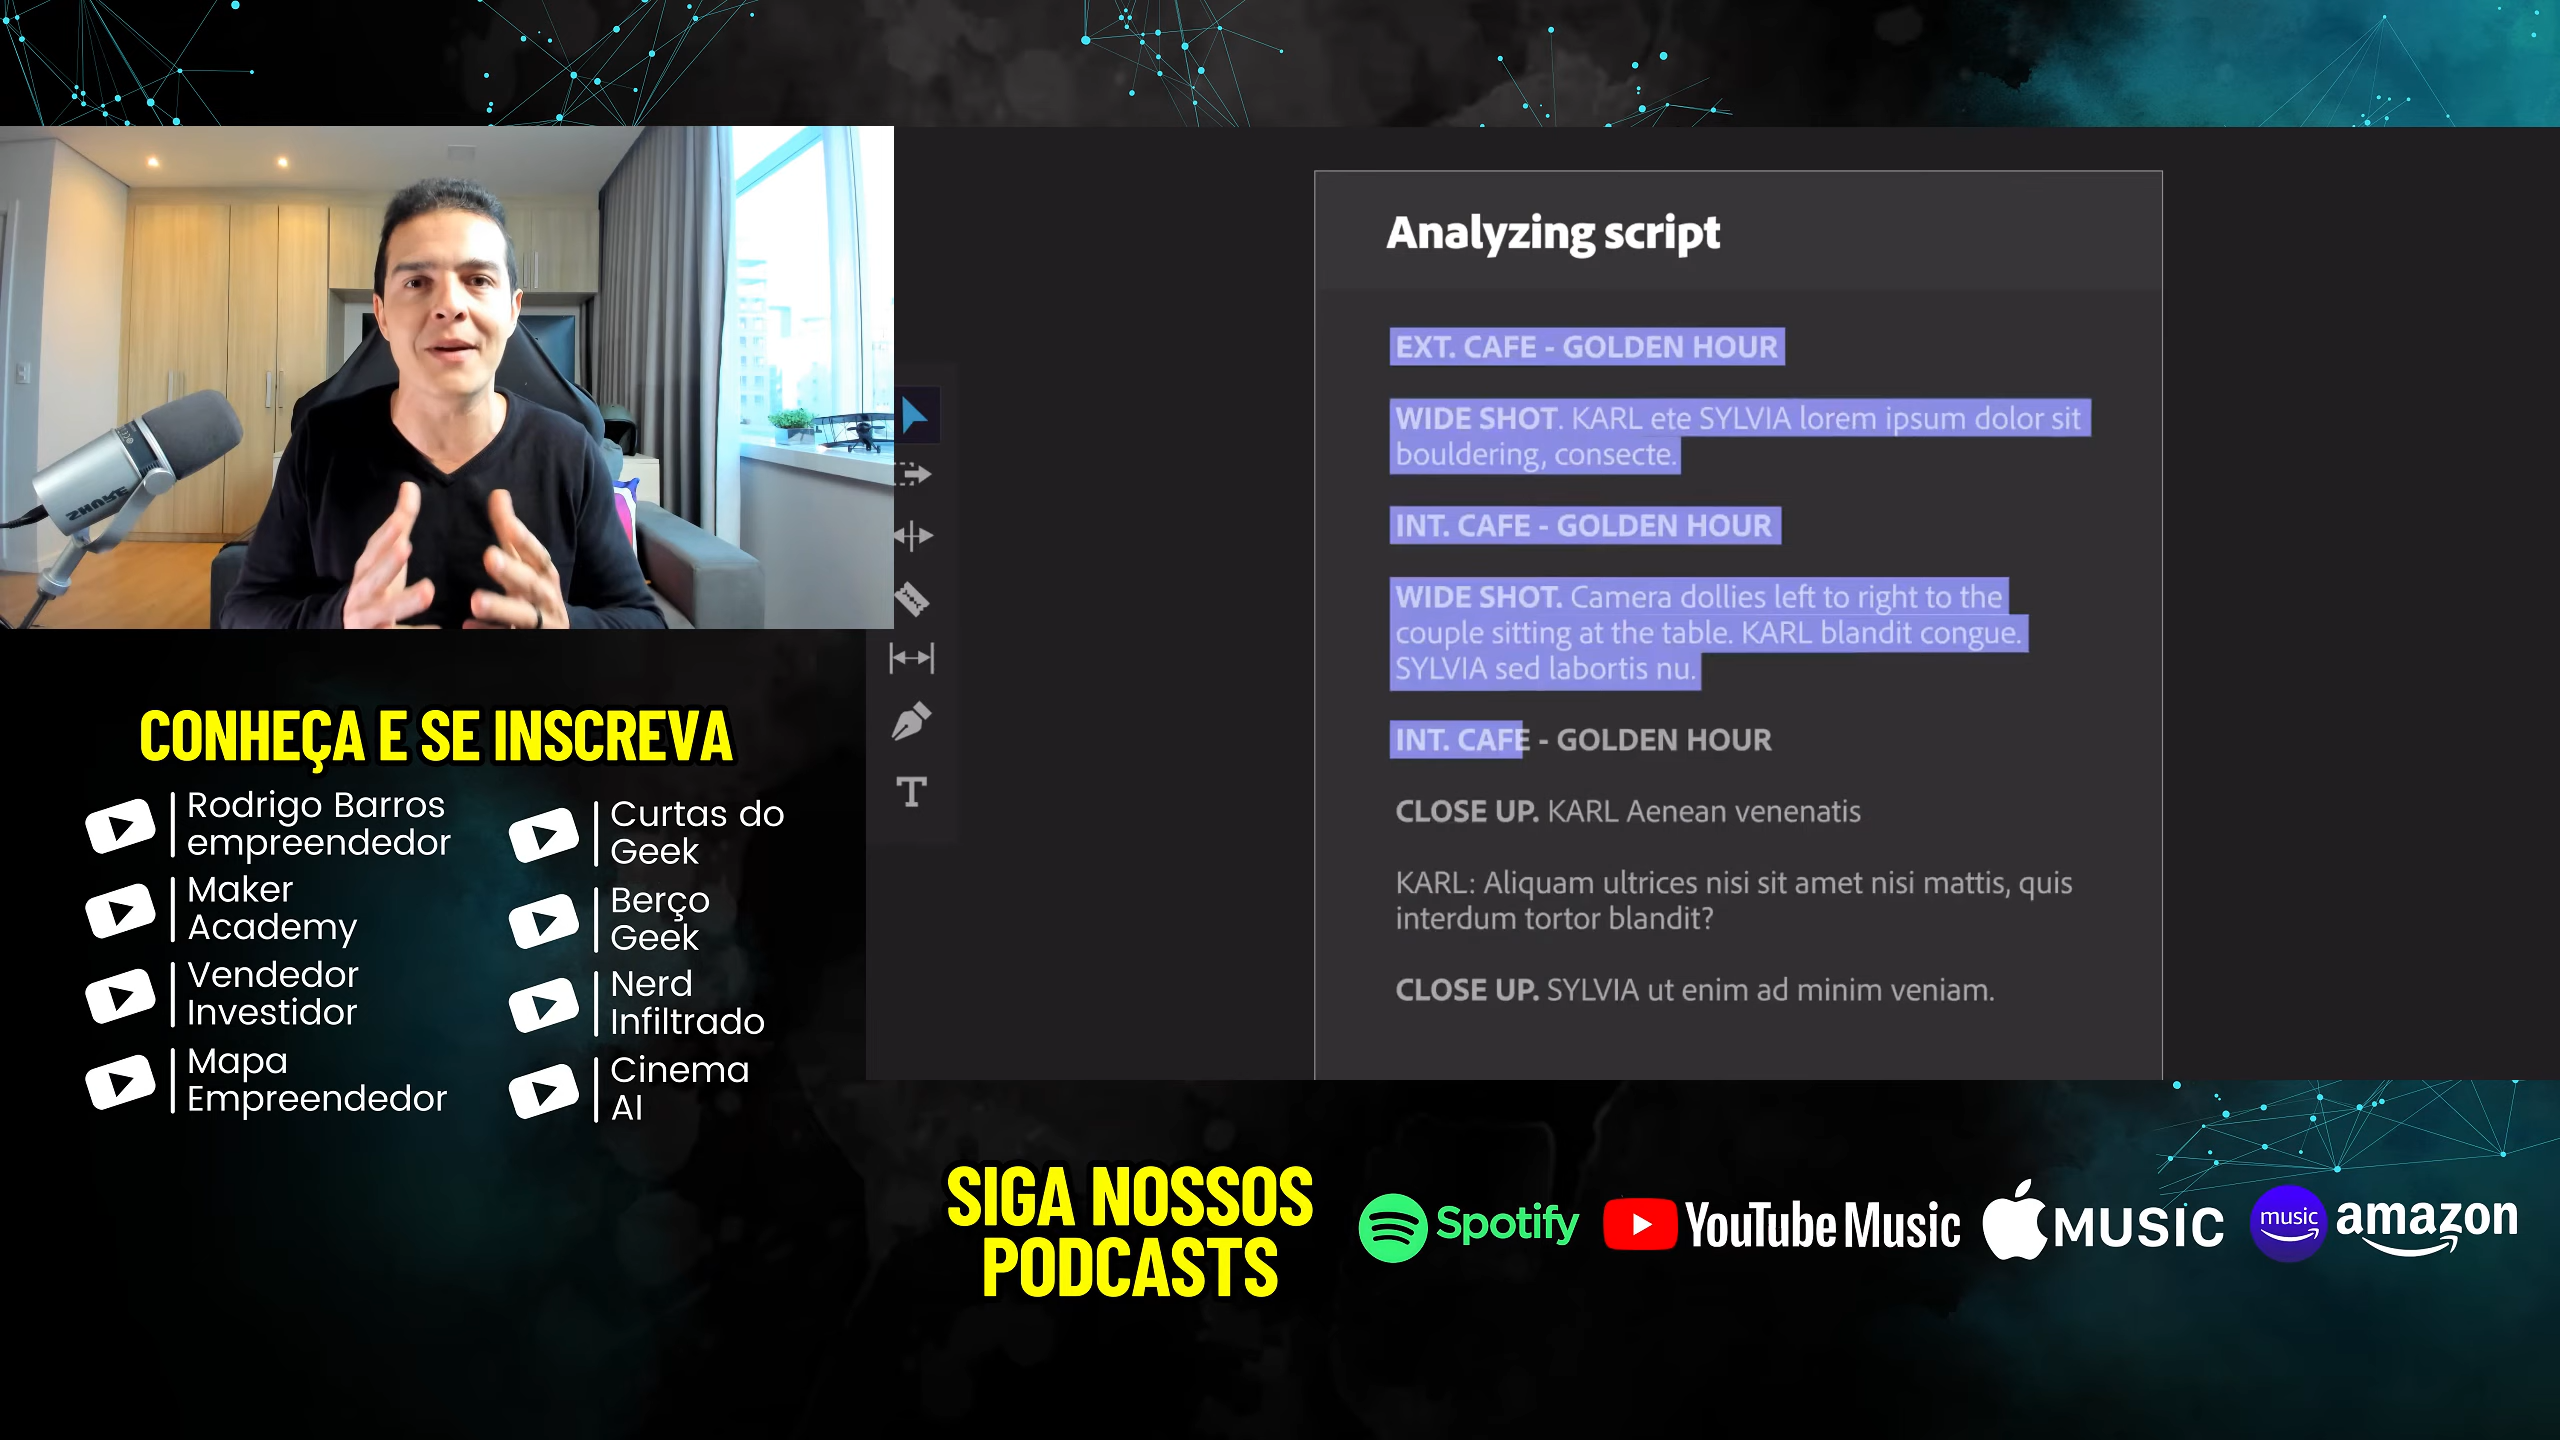 Analyzing script
EXT. CAFE - GOLDEN HOUR
WIDE SHOT. KARL ete SYLVIA lorem ipsum dolor sit
bouldering, consecte.
INT. CAFE - GOLDEN HOUR
WIDE SHOT. Camera dollies left to right to the
couple sitting at the table. KARL blandit congue.
SYLVIA sed labortis nu.
INT. CAFE - GOLDEN HOUR
CLOSE UP. KARL Aenean venenatis
KARL: Aliquam ultrices nisi sit amet nisi mattis, quis
interdum tortor blandit?
CLOSE UP. SYLVIA ut enim ad minim veniam.
SHURE
T
CONHEÇA E SE INSCREVA
Rodrigo Barros
empreendedor
Maker
Academy
Vendedor
Investidor
Mapa
Empreendedor
Curtas do
Geek
Berço
Geek
Nerd
Infiltrado
Cinema
AI
SIGA NOSSOS
PODCASTS
Spotify
YouTube Music
MUSIC
music
amazon